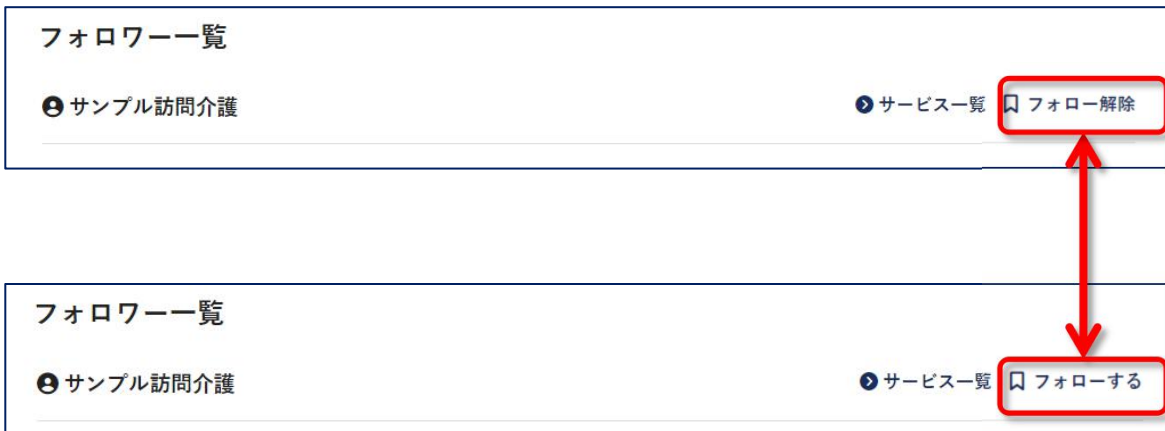 フォロワー一覧
サンプル訪問介護 サービス一覧 フォロー解除
フォロワー一覧
サンプル訪問介護 サービス一覧 フォローする